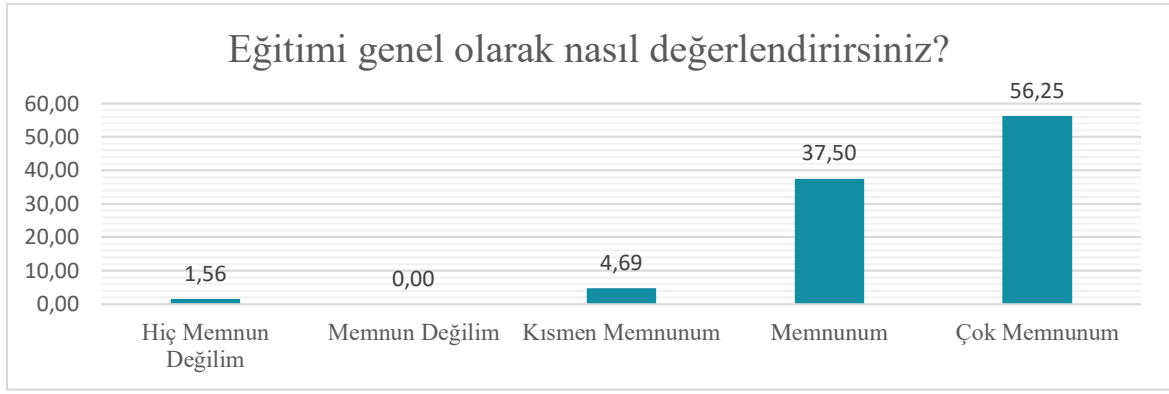 Eğitimi genel olarak nasıl değerlendirirsiniz?
60,00
50,00
40,00
30,00
20,00
10,00
0,00
1,56
0,00
4,69
37,50
56,25
Hiç Memnun
Değilim
Memnun Değilim
Kısmen Memnunum
Memnunum
Çok Memnunum